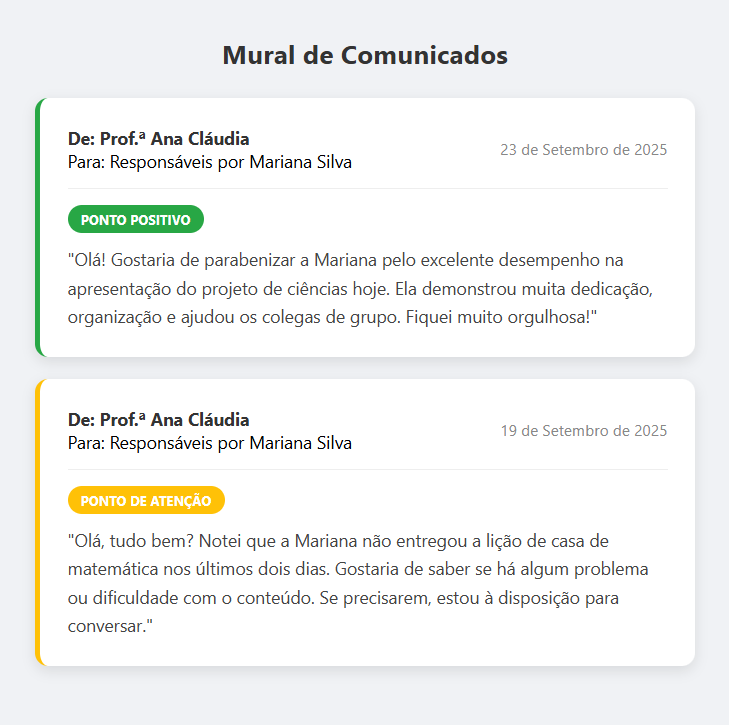 Mural de Comunicados
De: Prof.ª Ana Cláudia
Para: Responsáveis por Mariana Silva
23 de Setembro de 2025
PONTO POSITIVO
"Olá! Gostaria de parabenizar a Mariana pelo excelente desempenho na
apresentação do projeto de ciências hoje. Ela demonstrou muita dedicação,
organização e ajudou os colegas de grupo. Fiquei muito orgulhosa!"
De: Prof.ª Ana Cláudia
Para: Responsáveis por Mariana Silva
19 de Setembro de 2025
PONTO DE ATENÇÃO
"Olá, tudo bem? Notei que a Mariana não entregou a lição de casa de
matemática nos últimos dois dias. Gostaria de saber se há algum problema
ou dificuldade com o conteúdo. Se precisarem, estou à disposição para
conversar."